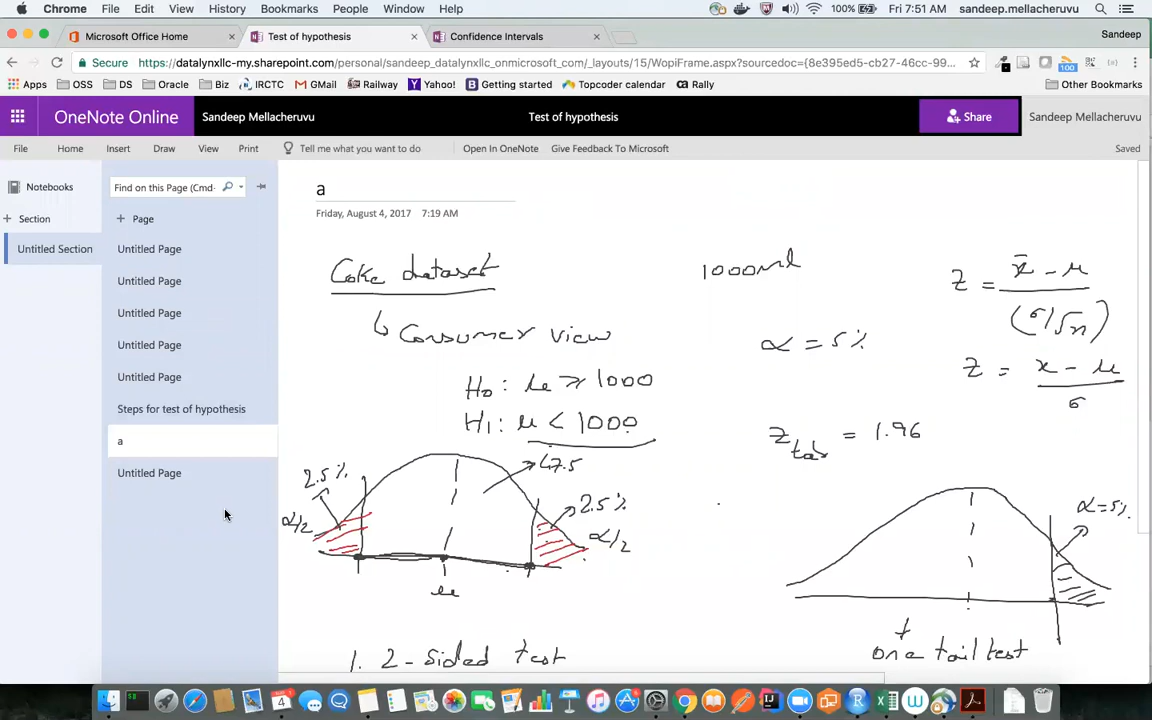 Chrome File Edit View History Bookmarks People Window Help 100% Fri 7:51 AM sandeep.mellacheruvu
Microsoft Office Home × Test of hypothesis × Confidence Intervals × Sandeep
Secure https://datalynxllc-my.sharepoint.com/personal/sandeep_datalynxllc_onmicrosoft_com/_layouts/15/WopiFrame.aspx?sourcedoc={8e395ed5-cb27-46cc-99...
Apps OSS DS Oracle Biz IRCTC GMail Railway Yahoo! Getting started Topcoder calendar Rally Other Bookmarks
OneNote Online Sandeep Mellacheruvu Test of hypothesis Share Sandeep Mellacheruvu
File Home Insert Draw View Print Tell me what you want to do Open In OneNote Give Feedback To Microsoft Saved
Notebooks
+ Section
Untitled Section
Find on this Page (Cmd-
+ Page
Untitled Page
Untitled Page
Untitled Page
Untitled Page
Untitled Page
Steps for test of hypothesis
a
Untitled Page
a
Friday, August 4, 2017 7:19 AM
Coke dataset
1000ml
Z = x̄ - μ
(σ/√n)
↳ Consumer view
α = 5%
Z = x - μ
σ
H0: μ ≥ 1000
H1: μ < 1000
Ztab = 1.96
2.5%
47.5
2.5%
α = 5%.
α/2
α/2
μ
1. 2-sided test
one tail test